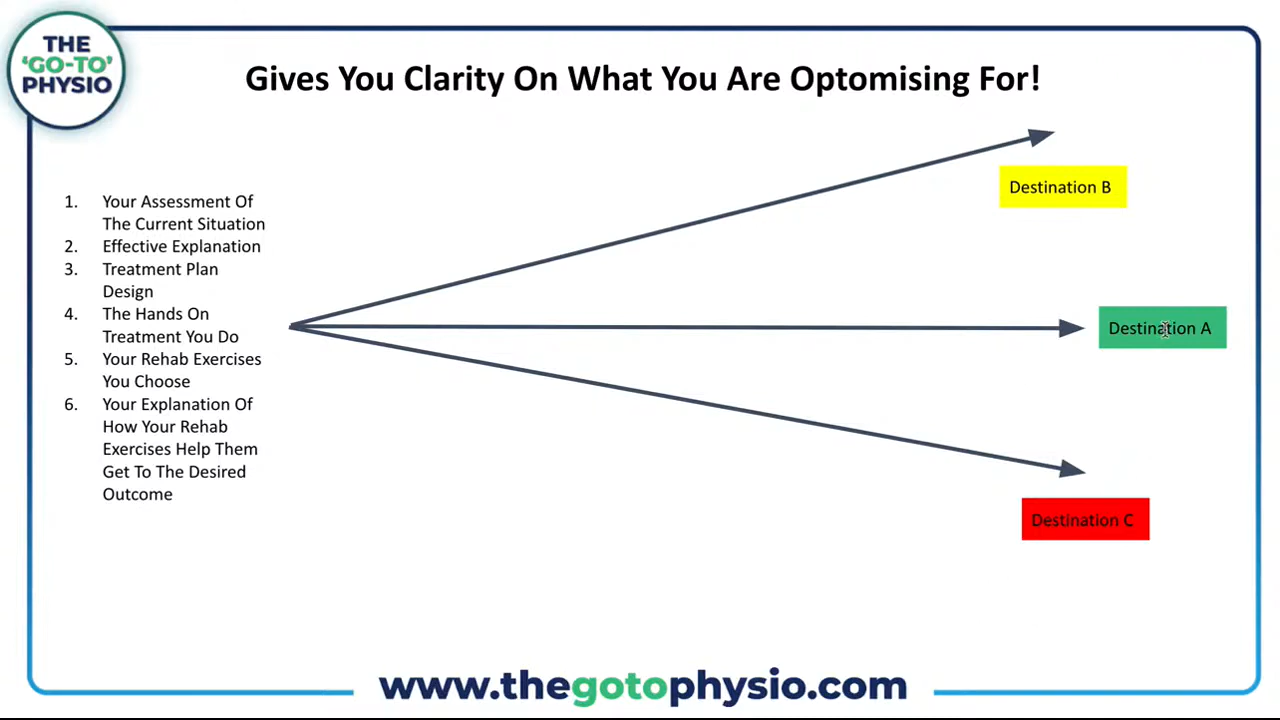 THE
‘GO-TO’
PHYSIO
Gives You Clarity On What You Are Optomising For!
1. Your Assessment Of
The Current Situation
2. Effective Explanation
3. Treatment Plan
Design
4. The Hands On
Treatment You Do
5. Your Rehab Exercises
You Choose
6. Your Explanation Of
How Your Rehab
Exercises Help Them
Get To The Desired
Outcome
Destination B
Destination A
Destination C
www.thegotophysio.com